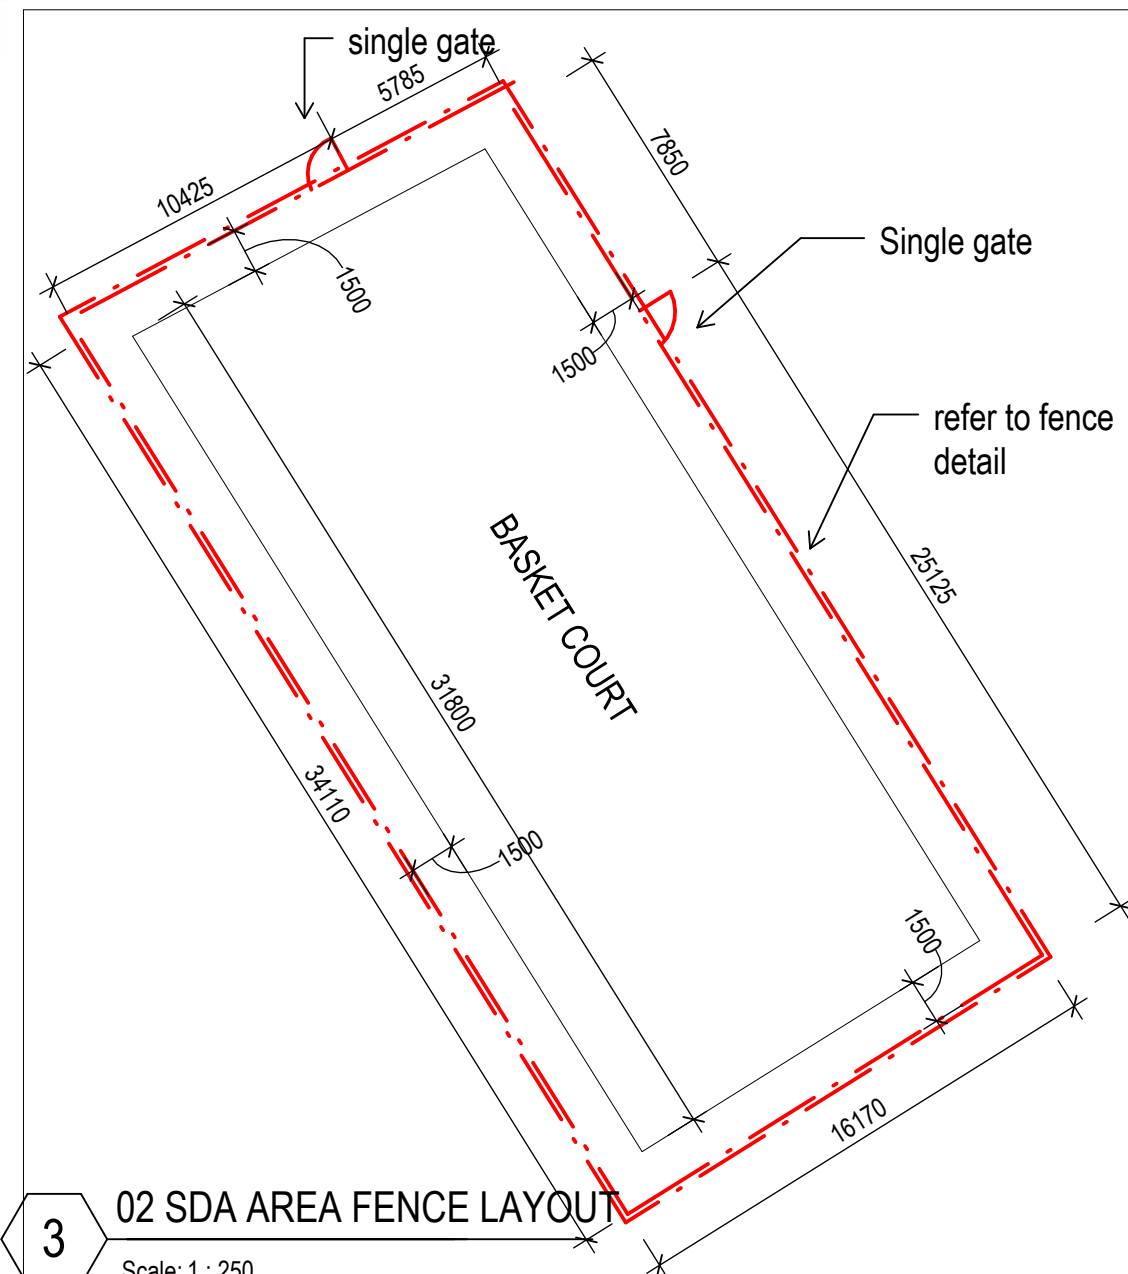 single gate
5785
7850
10425
Single gate
1500
1500
refer to fence
detail
BASKET COURT
25125
31800
34110
1500
1500
16170
02 SDA AREA FENCE LAYOUT
3
Scale: 1 : 250